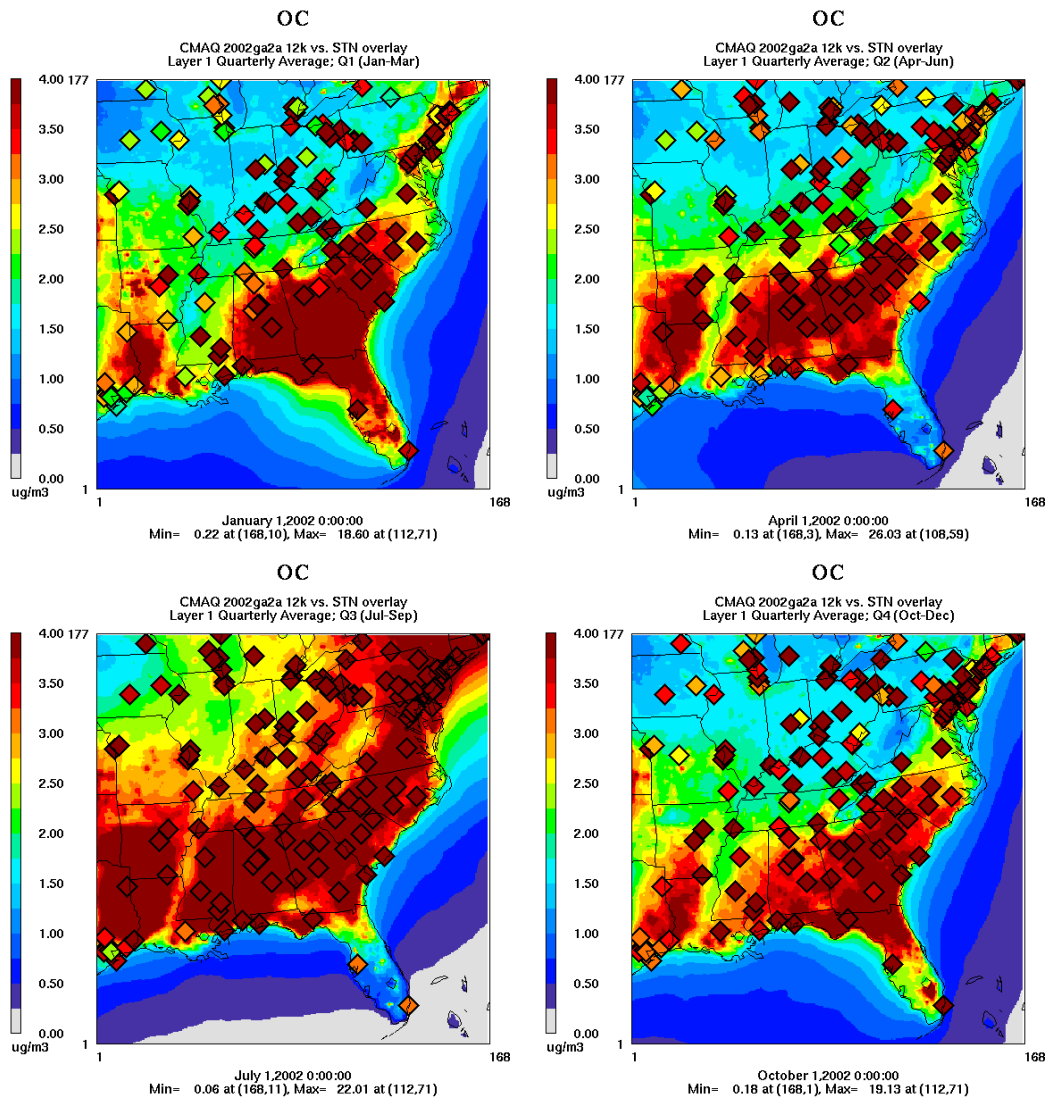 OC
CMAQ 2002ga2a 12k vs. STN overlay
Layer 1 Quarterly Average; Q1 (Jan-Mar)
4.00 177
3.50
3.00
2.50
2.00
1.50
1.00
0.50
0.00
ug/m3
1
1 168
January 1,2002 0:00:00
Min= 0.22 at (168,10), Max= 18.60 at (112,71)
OC
CMAQ 2002ga2a 12k vs. STN overlay
Layer 1 Quarterly Average; Q2 (Apr-Jun)
4.00 177
3.50
3.00
2.50
2.00
1.50
1.00
0.50
0.00
ug/m3
1
1 168
April 1,2002 0:00:00
Min= 0.13 at (168,3), Max= 26.03 at (108,59)
OC
CMAQ 2002ga2a 12k vs. STN overlay
Layer 1 Quarterly Average; Q3 (Jul-Sep)
4.00 177
3.50
3.00
2.50
2.00
1.50
1.00
0.50
0.00
ug/m3
1
1 168
July 1,2002 0:00:00
Min= 0.06 at (168,11), Max= 22.01 at (112,71)
OC
CMAQ 2002ga2a 12k vs. STN overlay
Layer 1 Quarterly Average; Q4 (Oct-Dec)
4.00 177
3.50
3.00
2.50
2.00
1.50
1.00
0.50
0.00
ug/m3
1
1 168
October 1,2002 0:00:00
Min= 0.18 at (168,1), Max= 19.13 at (112,71)